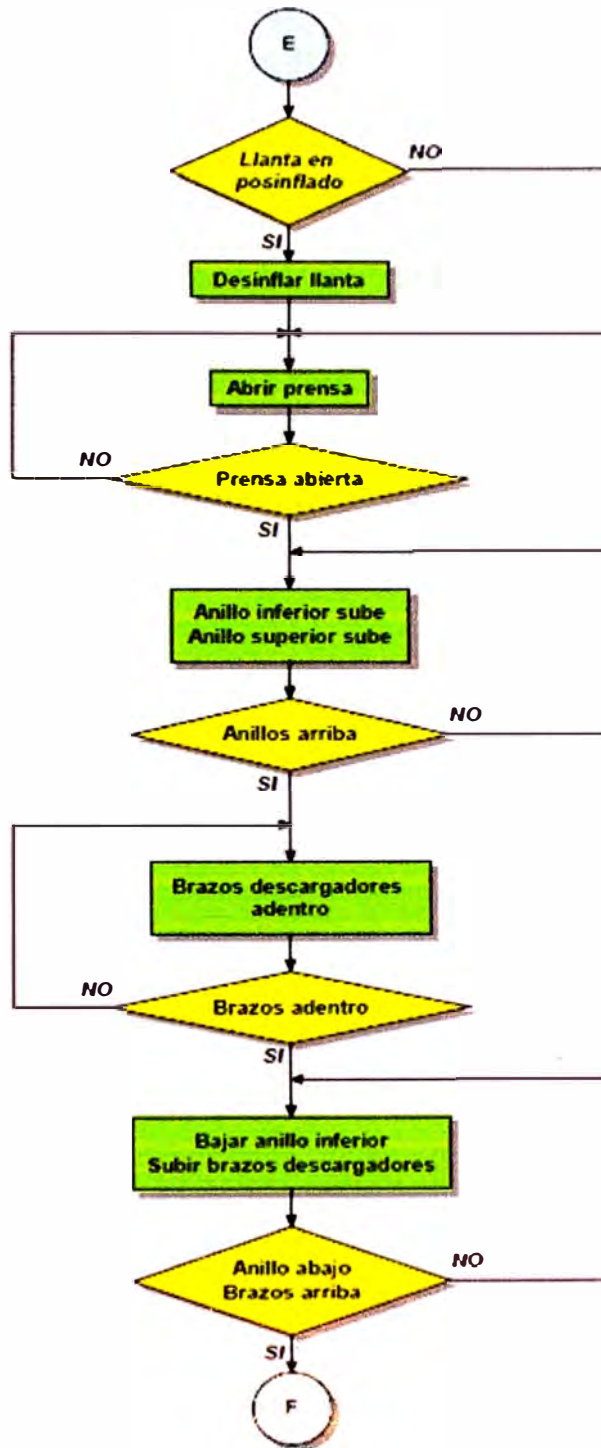 E
Llanta en
posinflado
NO
SI
Desinflar llanta
Abrir prensa
NO
Prensa abierta
SI
Anillo inferior sube
Anillo superior sube
Anillos arriba
NO
SI
Brazos descargadores
adentro
NO
Brazos adentro
SI
Bajar anillo inferior
Subir brazos descargadores
Anillo abajo
Brazos arriba
NO
SI
F